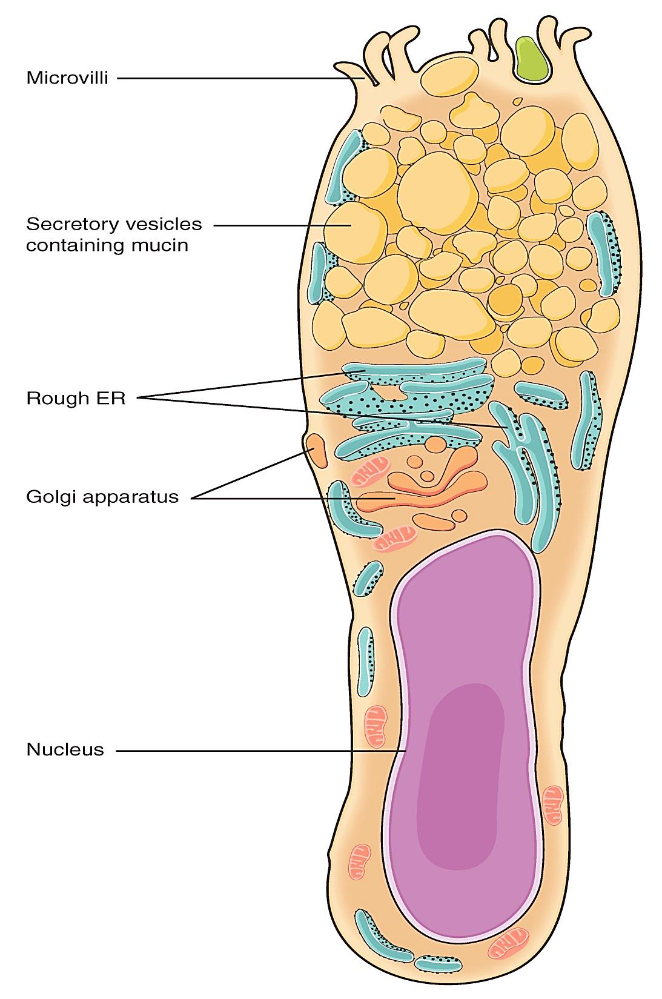 Microvilli
Secretory vesicles
containing mucin
Rough ER
Golgi apparatus
Nucleus